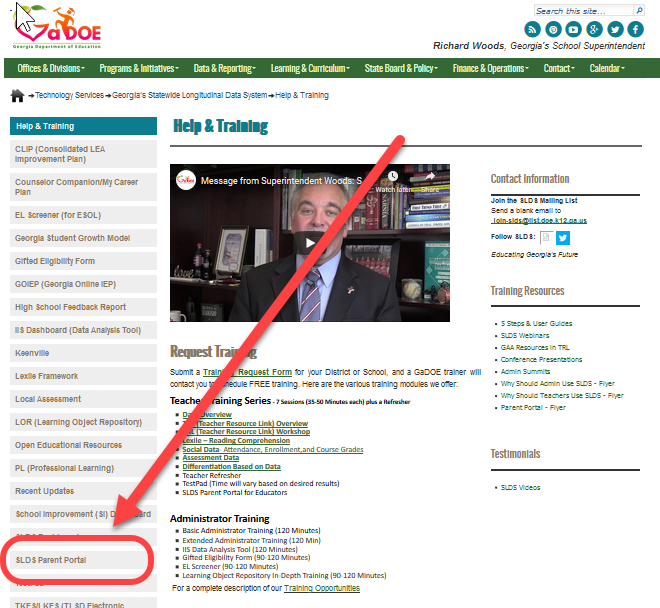 GaDOE
Georgia Department of Education
Search this site...
Richard Woods, Georgia's School Superintendent
Offices & Divisions
Programs & Initiatives
Data & Reporting
Learning & Curriculum
State Board & Policy
Finance & Operations
Contact
Calendar
Technology Services
Georgia's Statewide Longitudinal Data System
Help & Training
Help & Training
CLIP (Consolidated LEA
Improvement Plan)
Counselor Companion/My Career
Plan
EL Screener (for ESOL)
Georgia Student Growth Model
Gifted Eligibility Form
GOIEP (Georgia Online IEP)
High School Feedback Report
IIS Dashboard (Data Analysis Tool)
Keenville
Lexile Framework
Local Assessment
LOR (Learning Object Repository)
Open Educational Resources
PL (Professional Learning)
Recent Updates
School Improvement (SI)
SLDS Parent Portal
TKES/LKES (TLSD Electronic
Help & Training
Message from Superintendent Woods: S
Watch later
Share
Request Training
Submit a Training Request Form for your District or School, and a GaDOE trainer will
contact you to schedule FREE training. Here are the various training modules we offer:
Teacher Training Series - 7 Sessions (35-50 Minutes each) plus a Refresher
Overview
(Teacher Resource Link) Overview
(Teacher Resource Link) Workshop
Lexile – Reading Comprehension
Social Data- Attendance, Enrollment,and Course Grades
Assessment Data
Differentiation Based on Data
Teacher Refresher
TestPad (Time will vary based on desired results)
SLDS Parent Portal for Educators
Administrator Training
Basic Administrator Training (120 Minutes)
Extended Administrator Training (120 Min)
IIS Data Analysis Tool (120 Minutes)
Gifted Eligibility Form (90-120 Minutes)
EL Screener (90-120 Minutes)
Learning Object Repository In-Depth Training (90-120 Minutes)
For a complete description of our Training Opportunities
Contact Information
Join the SLDS Mailing List
Send a blank email to
join-slds@list.doe.k12.ga.us
Follow SLDS:
Educating Georgia's Future
Training Resources
5 Steps & User Guides
SLDS Webinars
GAA Resources in TRL
Conference Presentations
Admin Summits
Why Should Admin Use SLDS - Flyer
Why Should Teachers Use SLDS - Flyer
Parent Portal - Flyer
Testimonials
SLDS Videos